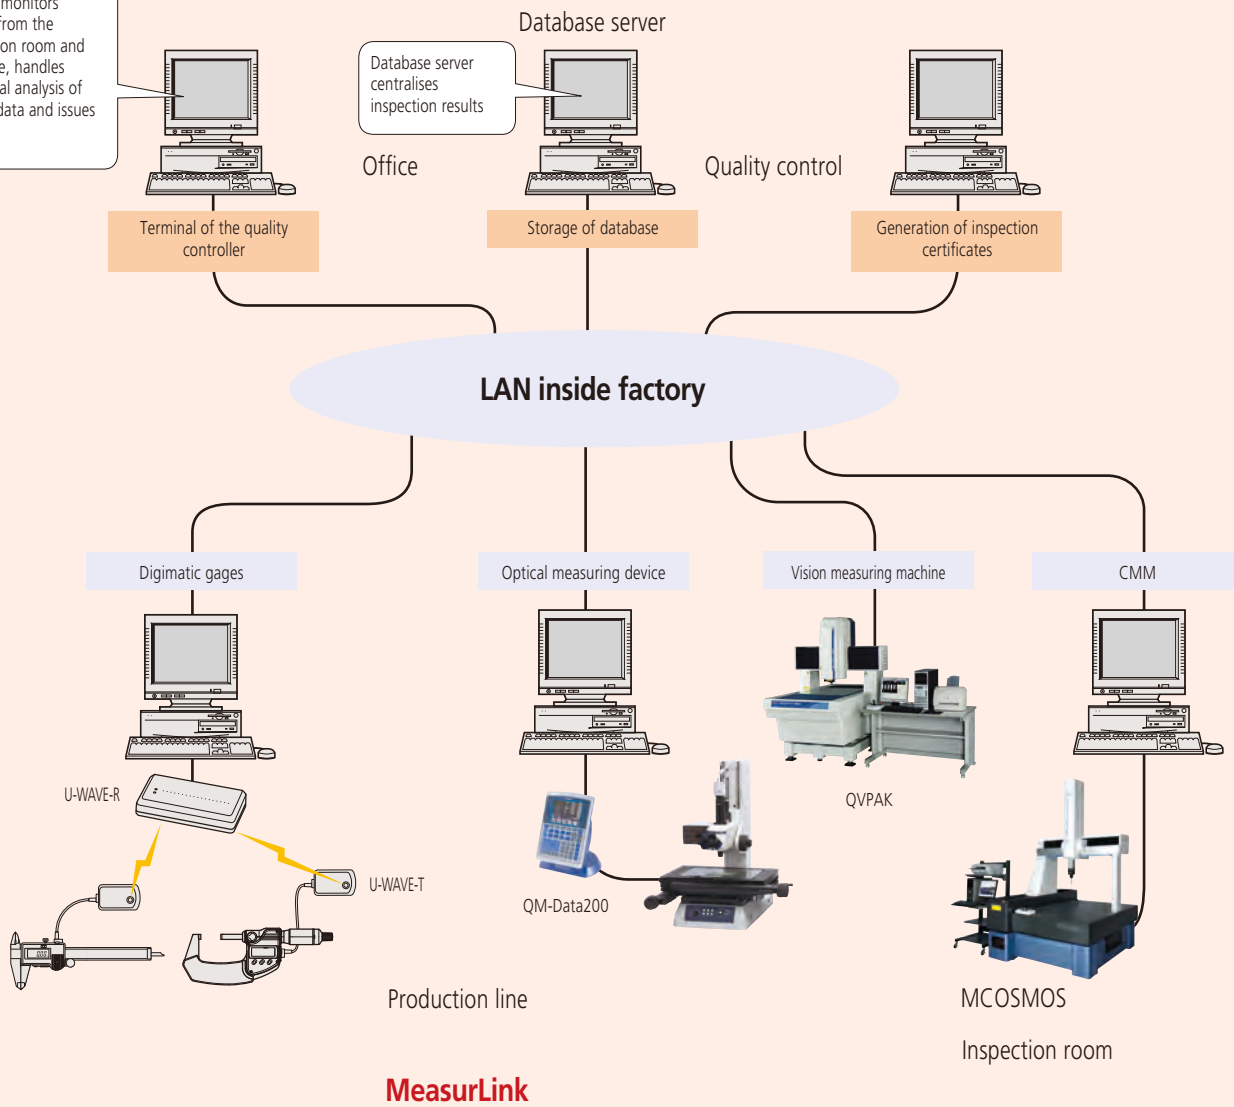 monitors
from the
on room and
e, handles
al analysis of
data and issues
Database server
Database server
centralises
inspection results
Office
Quality control
Terminal of the quality
controller
Storage of database
Generation of inspection
certificates
LAN inside factory
Digimatic gages
Optical measuring device
Vision measuring machine
CMM
U-WAVE-R
U-WAVE-T
QM-Data200
QVPAK
Production line
MCOSMOS
Inspection room
MeasurLink